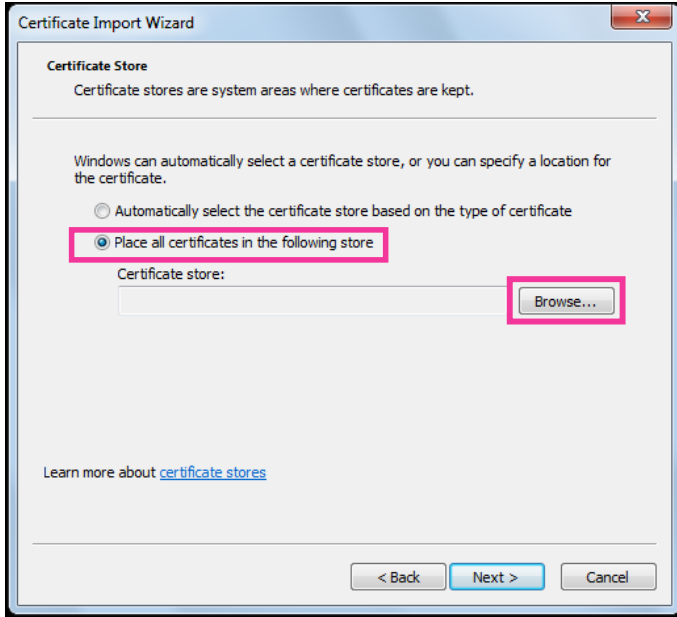 Certificate Import Wizard
Certificate Store
Certificate stores are system areas where certificates are kept.
Windows can automatically select a certificate store, or you can specify a location for
the certificate.
Automatically select the certificate store based on the type of certificate
Place all certificates in the following store
Certificate store:
Browse...
Learn more about certificate stores
< Back Next > Cancel